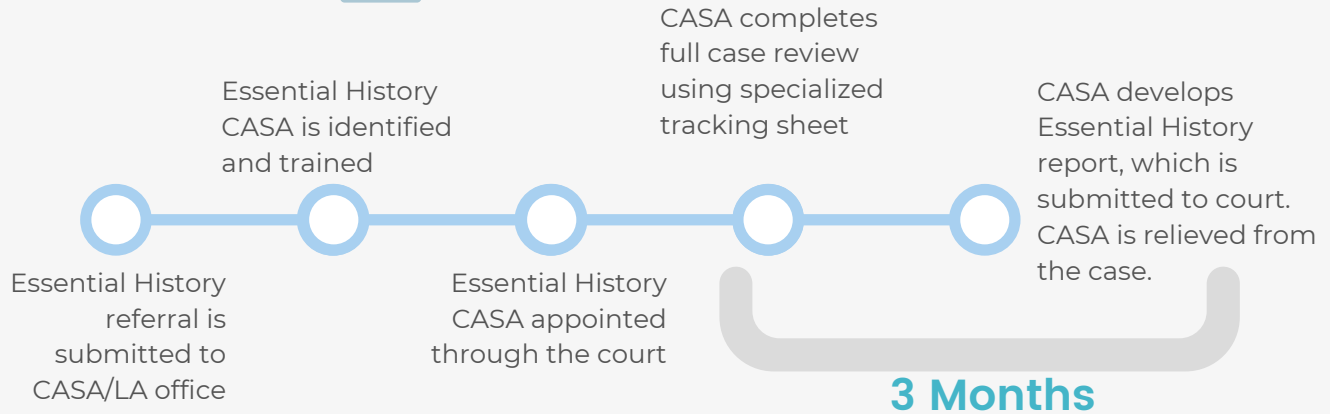 Essential History
referral is
submitted to
CASA/LA office
Essential History
CASA is identified
and trained
Essential History
CASA appointed
through the court
CASA completes
full case review
using specialized
tracking sheet
CASA develops
Essential History
report, which is
submitted to court.
CASA is relieved from
the case.
3 Months